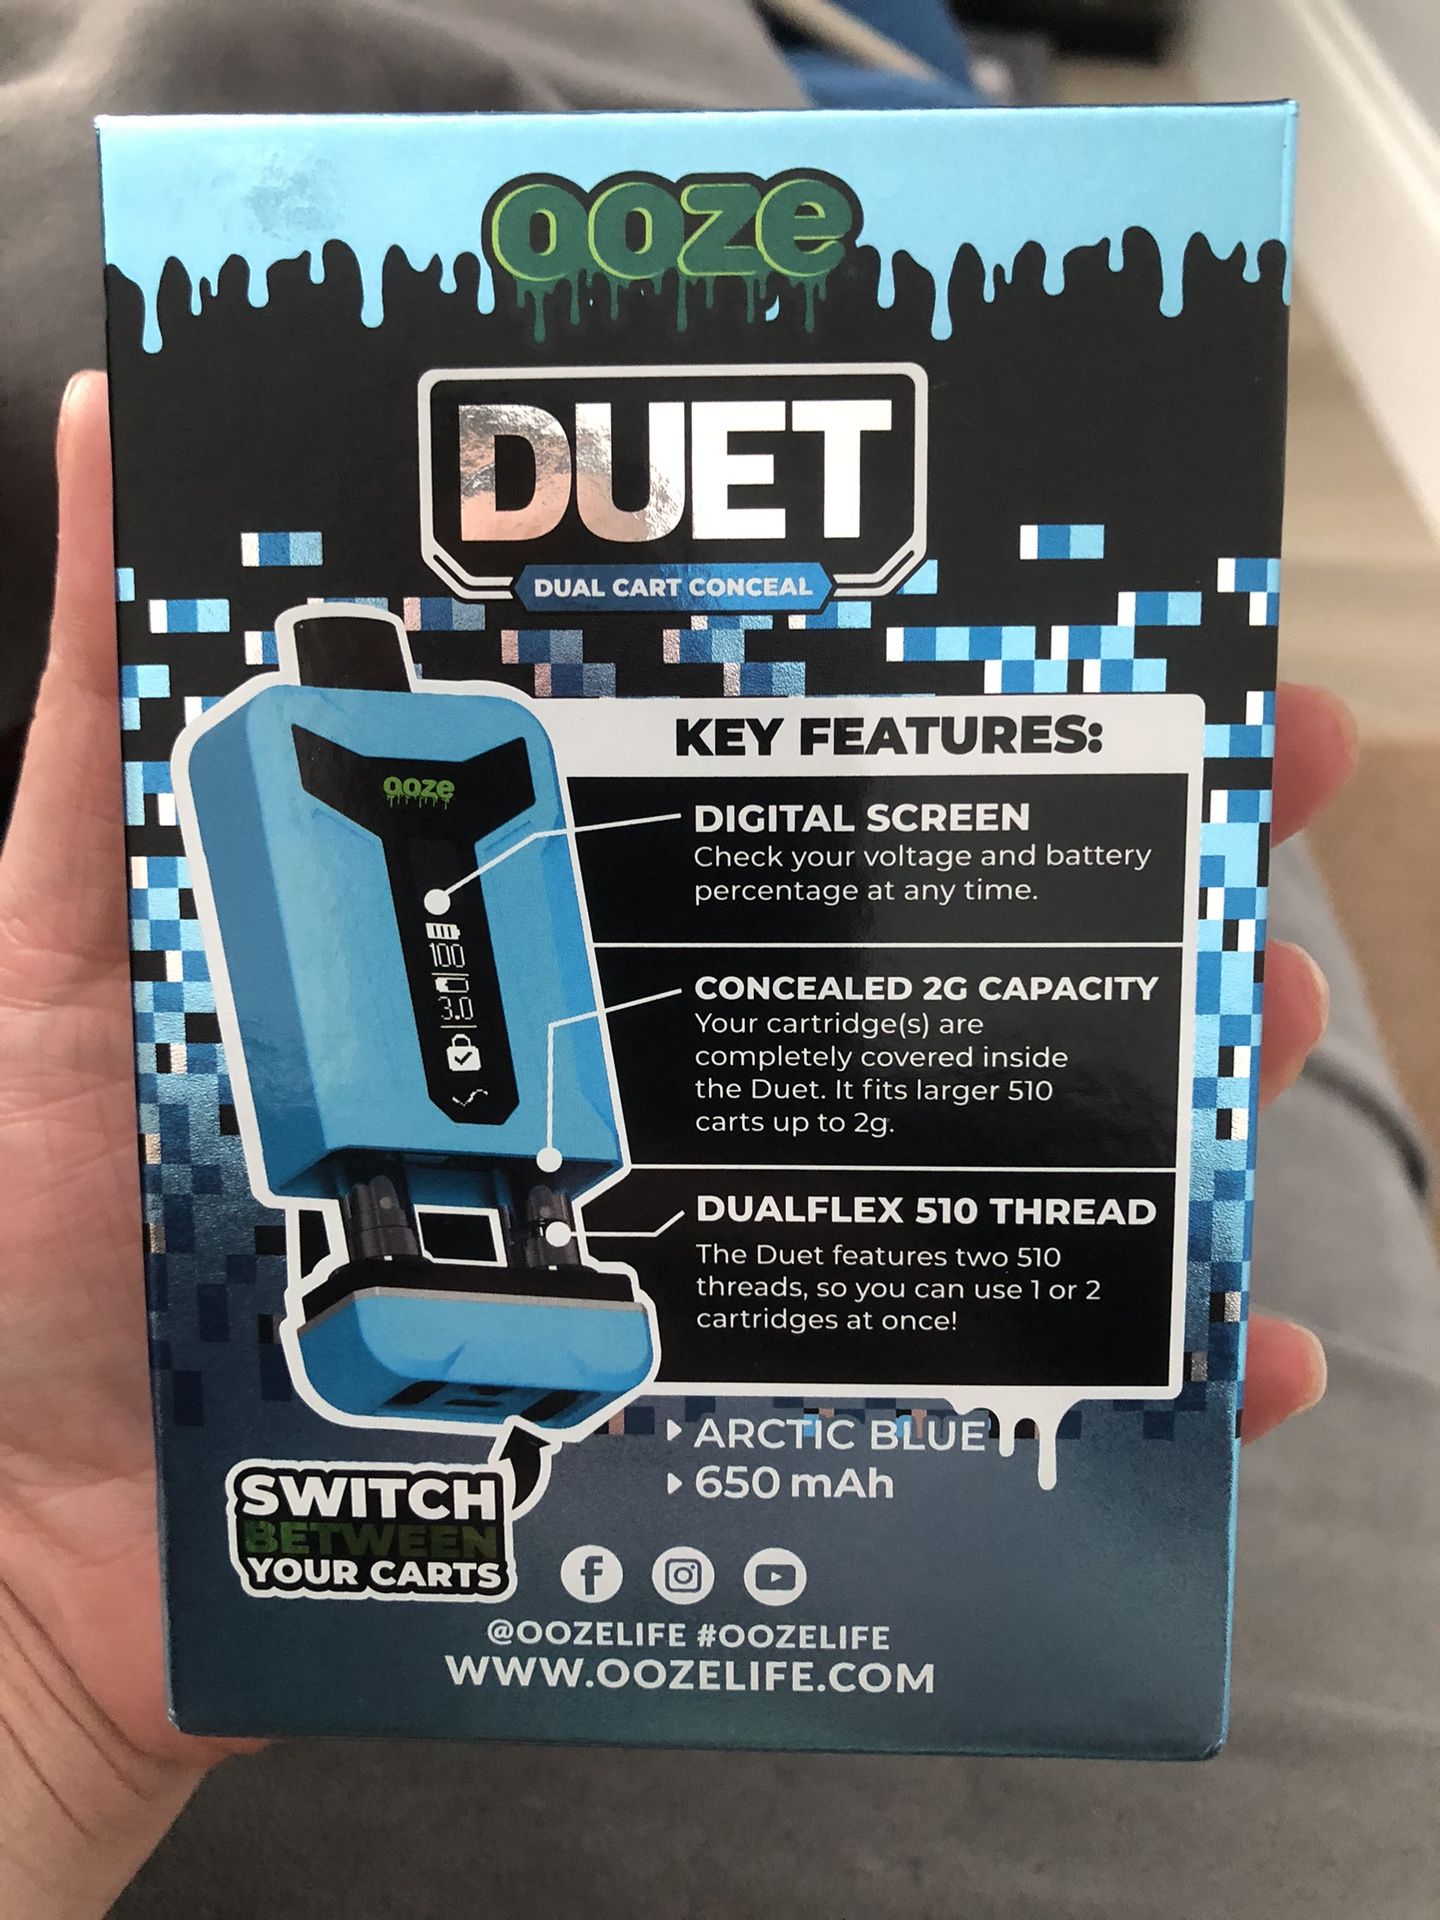 ooze
DUET
DUAL CART CONCEAL
KEY FEATURES:
ooze
100
3.0
DIGITAL SCREEN
Check your voltage and battery
percentage at any time.
CONCEALED 2G CAPACITY
Your cartridge(s) are
completely covered inside
the Duet. It fits larger 510
carts up to 2g.
DUALFLEX 510 THREAD
The Duet features two 510
threads, so you can use 1 or 2
cartridges at once!
ARCTIC BLUE
650 mAh
SWITCH
BETWEEN
YOUR CARTS
@OOZELIFE #OOZELIFE
WWW.OOZELIFE.COM